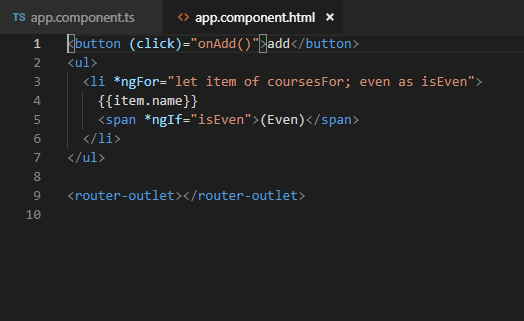 TS app.component.ts <> app.component.html ×
1 <button (click)="onAdd()">add</button>
2 <ul>
3 <li *ngFor="let item of coursesFor; even as isEven">
4 {{item.name}}
5 <span *ngIf="isEven">(Even)</span>
6 </li>
7 </ul>
8
9 <router-outlet></router-outlet>
10